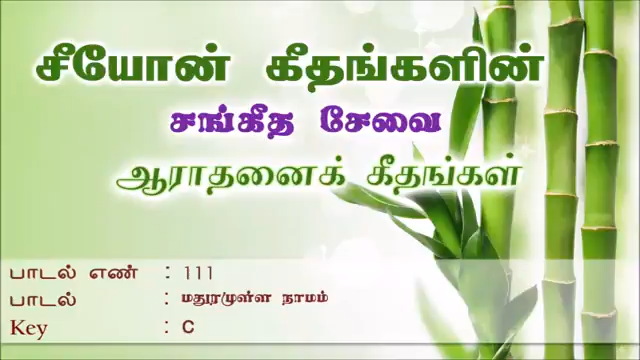 சீயோன் கீதங்களின்
சங்கீத சேவை
ஆராதனைக் கீதங்கள்
பாடல் எண் : 111
பாடல் : மதுரமுள்ள நாமம்
Key : C